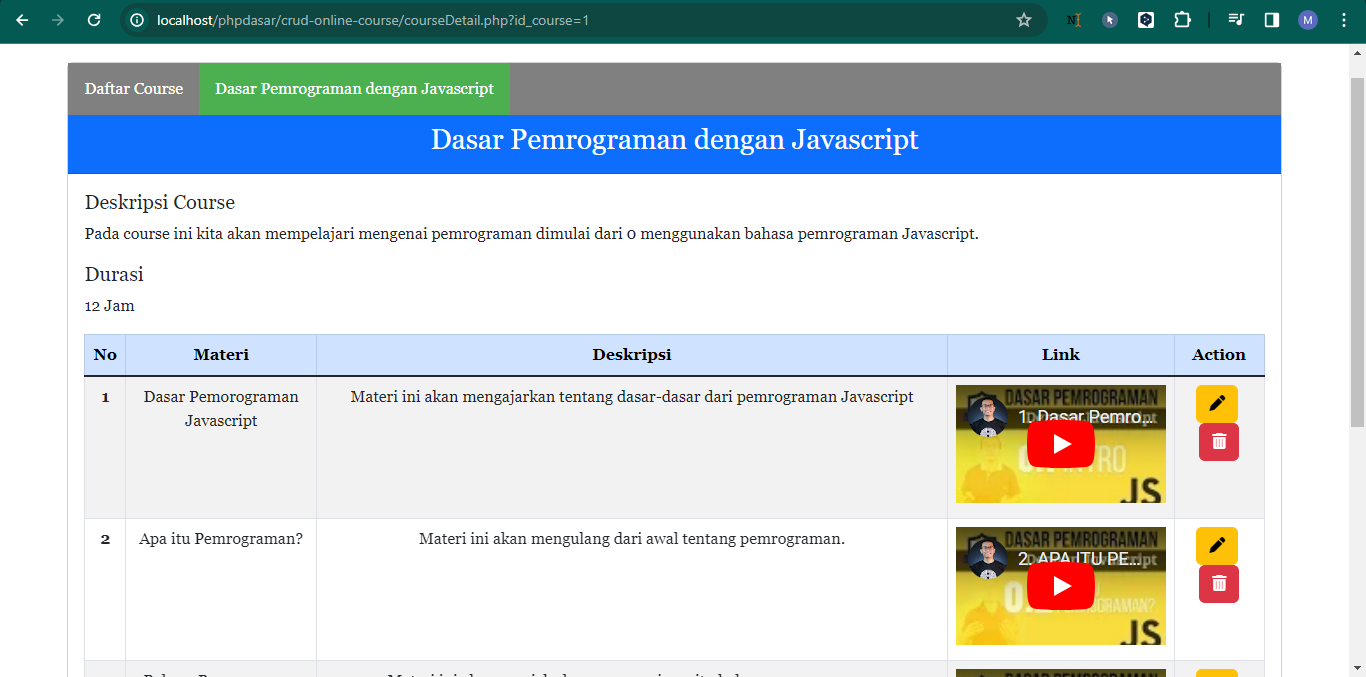 localhost/phpdasar/crud-online-course/courseDetail.php?id_course=1
M
Daftar Course
Dasar Pemrograman dengan Javascript
Dasar Pemrograman dengan Javascript
Deskripsi Course
Pada course ini kita akan mempelajari mengenai pemrograman dimulai dari 0 menggunakan bahasa pemrograman Javascript.
Durasi
12 Jam
No Materi Deskripsi Link Action
1 Dasar Pemorograman Materi ini akan mengajarkan tentang dasar-dasar dari pemrograman Javascript
Javascript
DASAR PEMROGRAMAN
1. Dasar Pemro...
JS
2 Apa itu Pemrograman? Materi ini akan mengulang dari awal tentang pemrograman.
DASAR PEMROGRAMAN
2. APA ITU PE...
JS